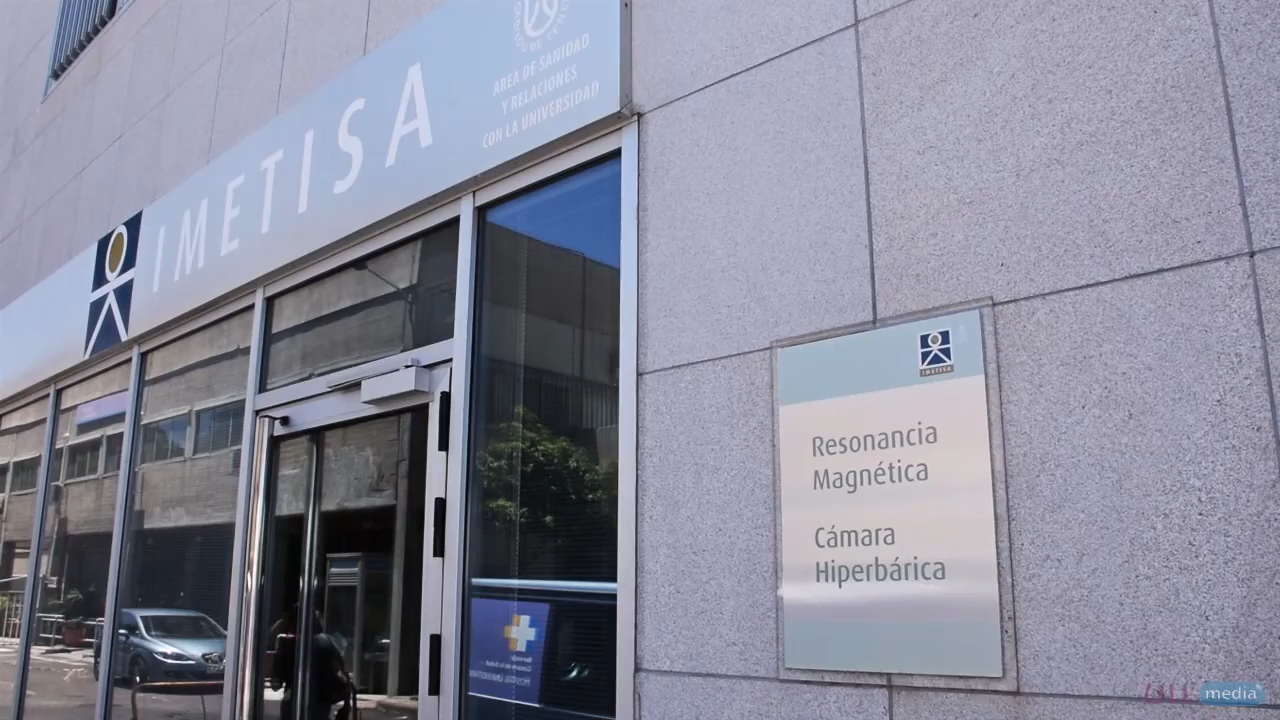 IMETISA
AREA DE SANIDAD
Y RELACIONES
CON LA UNIVERSIDAD
IMETISA
Resonancia
Magnética
Cámara
Hiperbárica
media